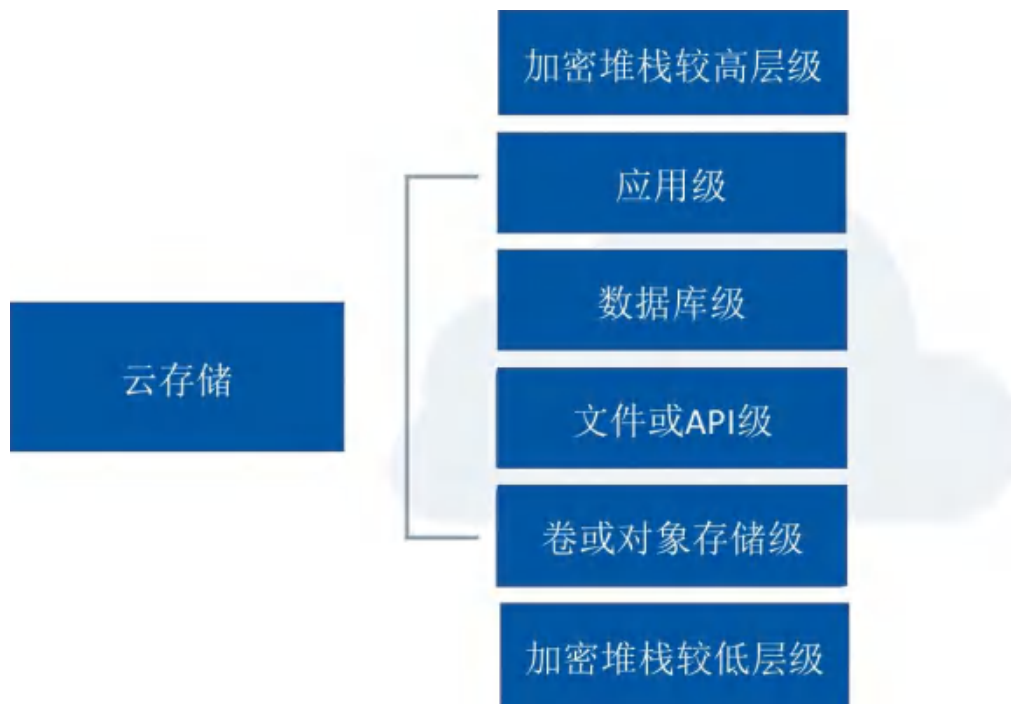 加密堆栈较高层级
应用级
数据库级
云存储
文件或API级
卷或对象存储级
加密堆栈较低层级